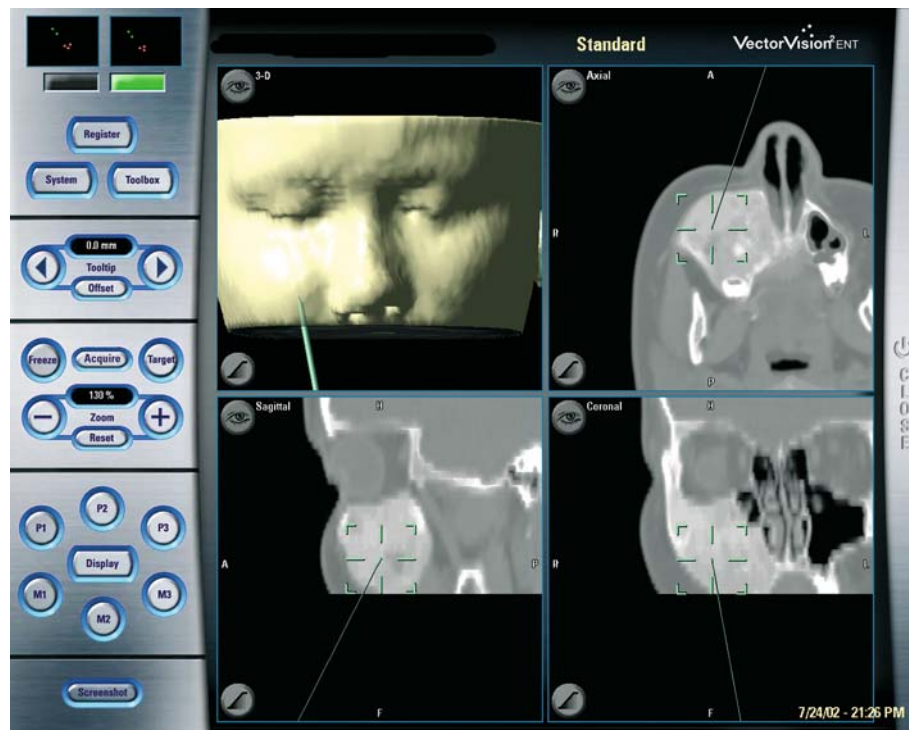 Standard
VectorVision² ENT
Register
System
Toolbox
0.0 mm
Tooltip
Offset
Freeze
Acquire
Target
130 %
Zoom
Reset
P1
P2
P3
Display
M1
M2
M3
Screenshot
3-D
Axial
A
R
L
P
Sagittal
H
A
P
F
Coronal
H
R
L
F
CLOSE
7/24/02 - 21:26 PM